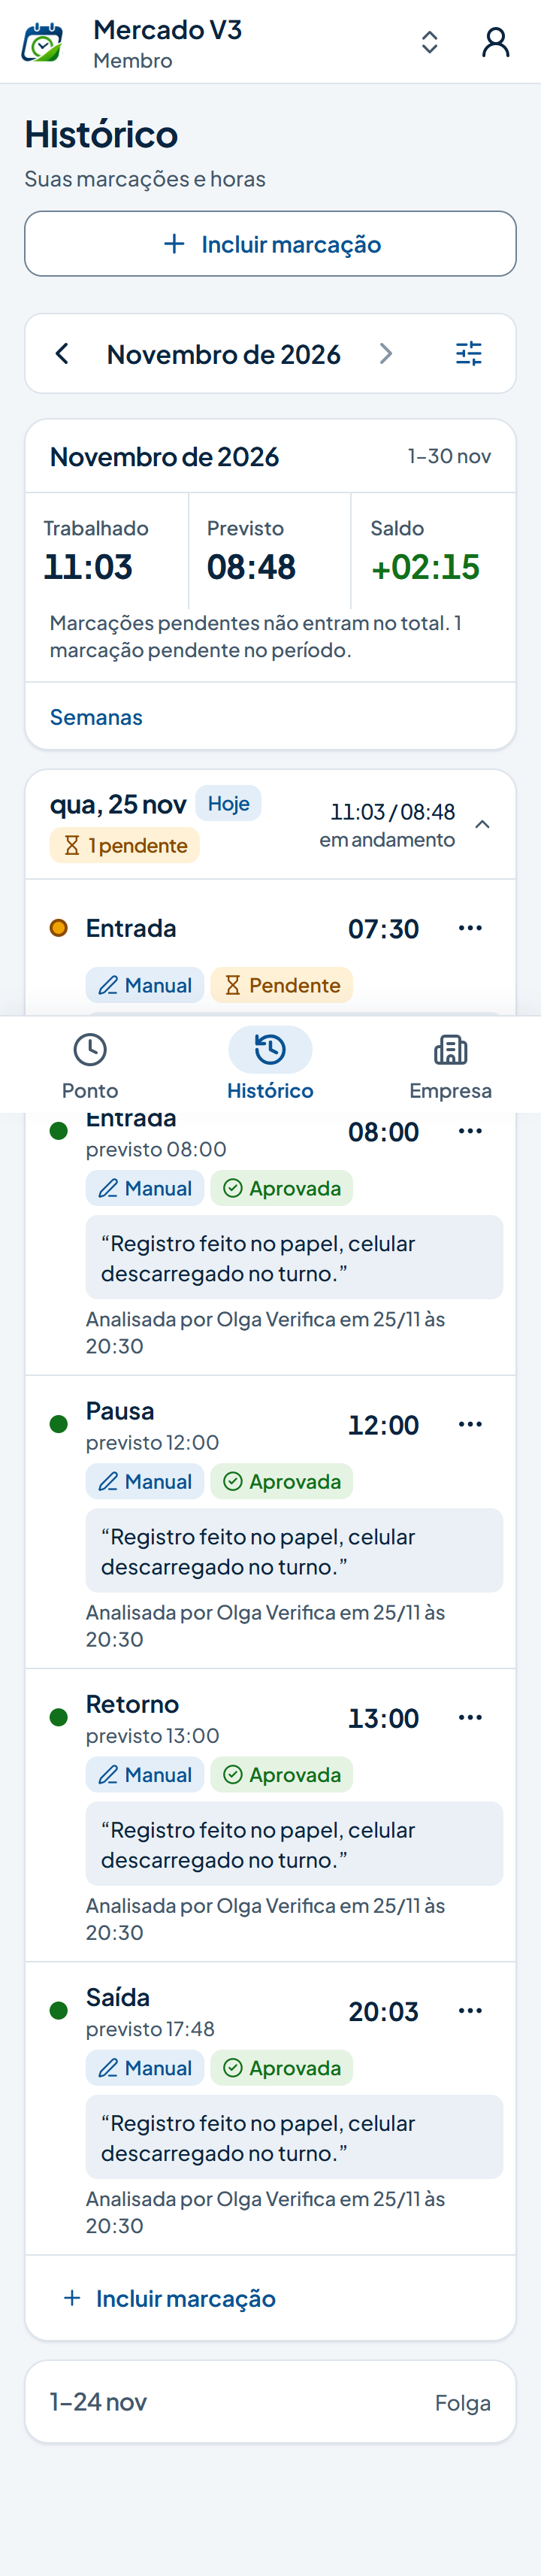 Mercado V3
Membro
Histórico
Suas marcações e horas
Incluir marcação
Novembro de 2026
Novembro de 2026
1–30 nov
Trabalhado
11:03
Previsto
08:48
Saldo
+02:15
Marcações pendentes não entram no total. 1
marcação pendente no período.
Semanas
qua, 25 nov
Hoje
1 pendente
11:03 / 08:48
em andamento
Entrada
07:30
Manual
Pendente
Ponto
Histórico
Empresa
Entrada
previsto 08:00
08:00
Manual
Aprovada
“Registro feito no papel, celular
descarregado no turno.”
Analisada por Olga Verifica em 25/11 às
20:30
Pausa
previsto 12:00
12:00
Manual
Aprovada
“Registro feito no papel, celular
descarregado no turno.”
Analisada por Olga Verifica em 25/11 às
20:30
Retorno
previsto 13:00
13:00
Manual
Aprovada
“Registro feito no papel, celular
descarregado no turno.”
Analisada por Olga Verifica em 25/11 às
20:30
Saída
previsto 17:48
20:03
Manual
Aprovada
“Registro feito no papel, celular
descarregado no turno.”
Analisada por Olga Verifica em 25/11 às
20:30
Incluir marcação
1–24 nov
Folga